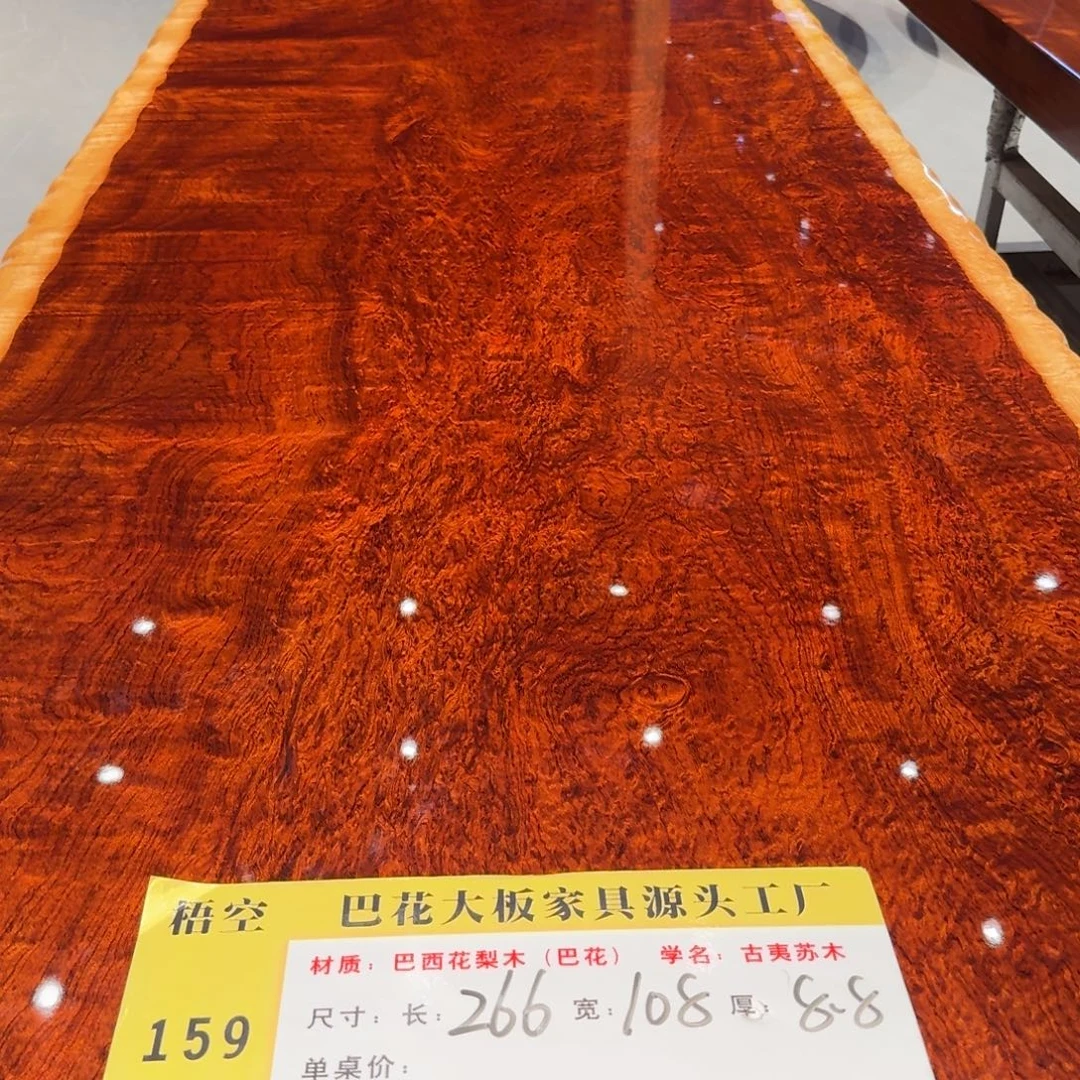 梧空 巴花大板家具源头工厂
材质：巴西花梨木（巴花） 学名：古夷苏木
尺寸：长：266 宽：108 厚：8.8
159
单桌价：